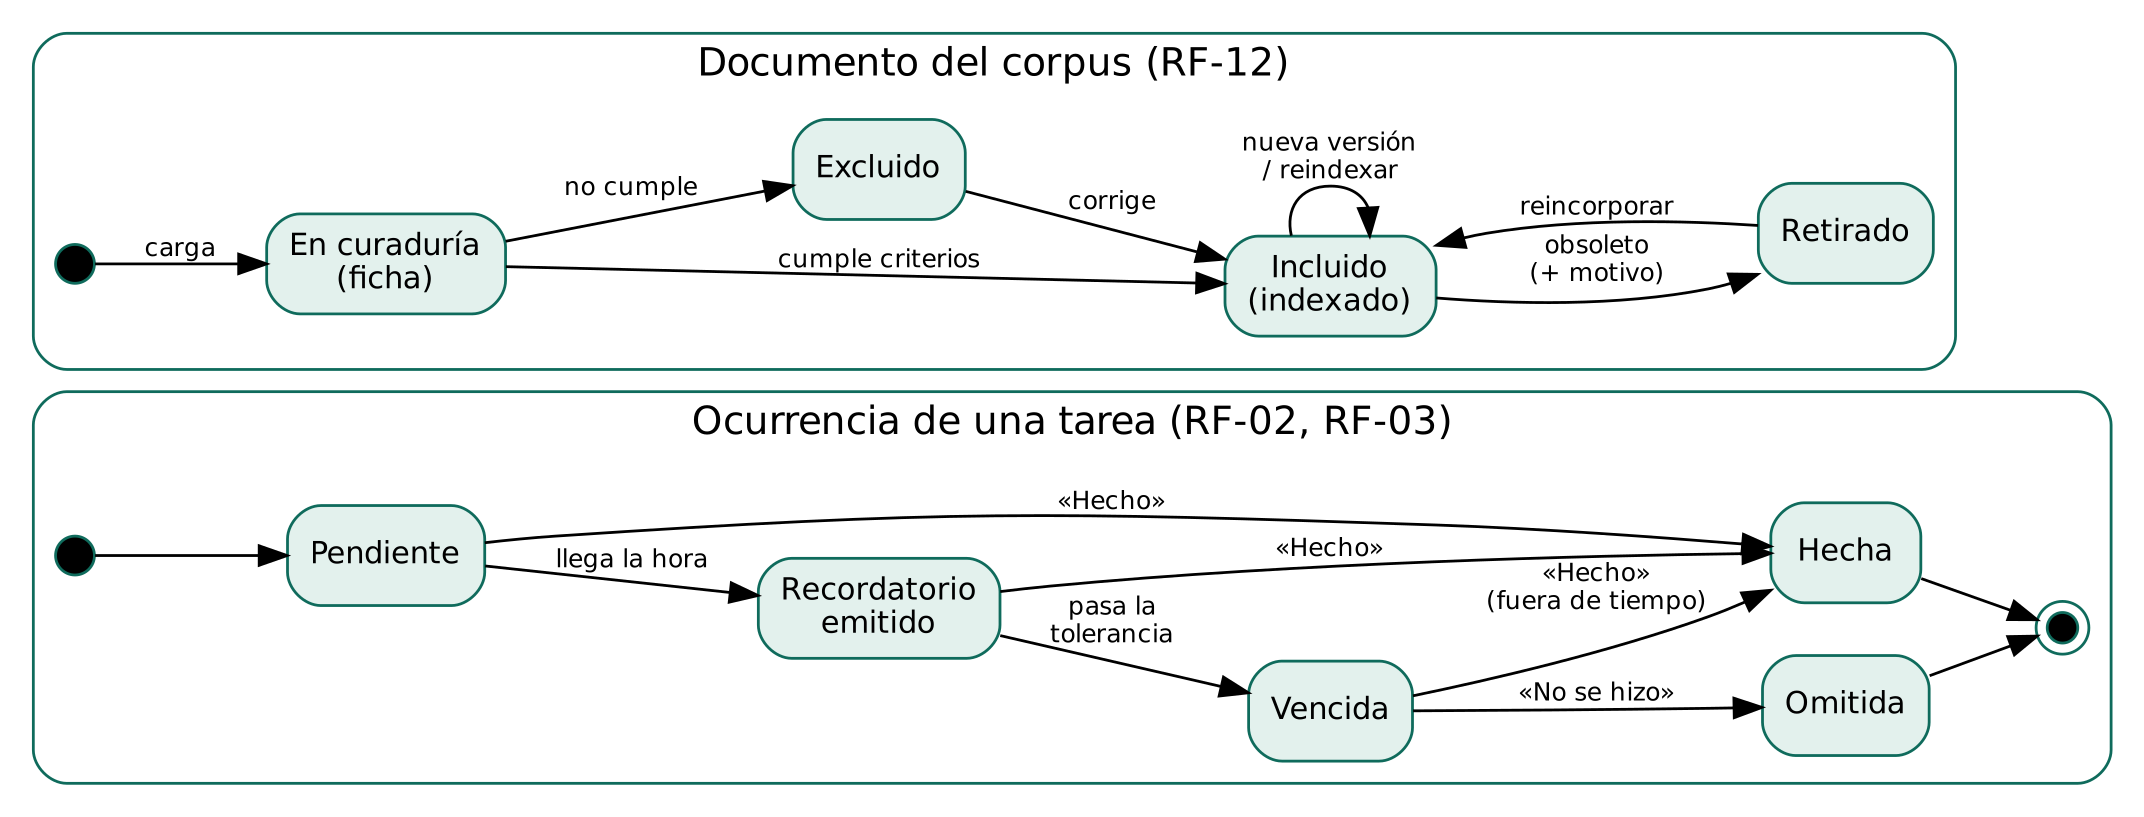 Documento del corpus (RF-12)
carga
En curaduría
(ficha)
no cumple
Excluido
corrige
cumple criterios
nueva versión
/ reindexar
Incluido
(indexado)
reincorporar
obsoleto
(+ motivo)
Retirado
Ocurrencia de una tarea (RF-02, RF-03)
Pendiente
«Hecho»
llega la hora
Recordatorio
emitido
«Hecho»
pasa la
tolerancia
Vencida
«Hecho»
(fuera de tiempo)
«No se hizo»
Hecha
Omitida